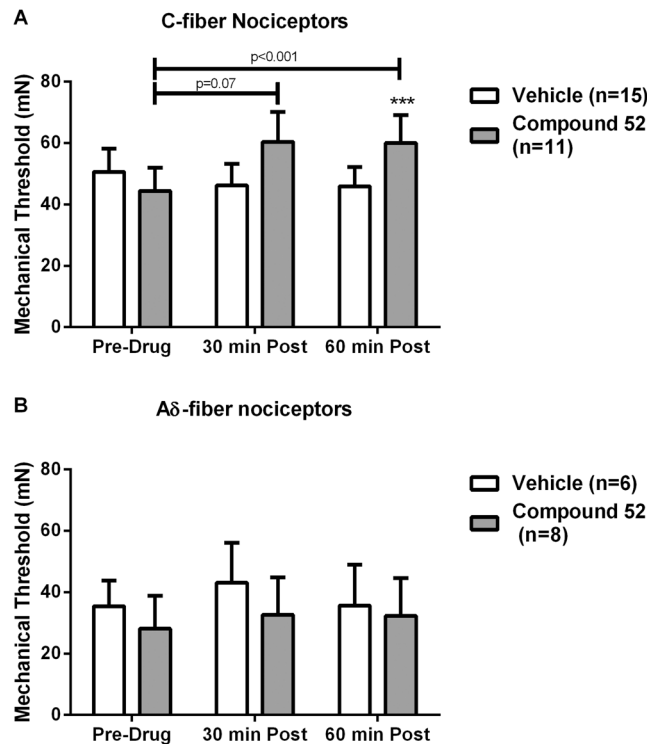 A
C-fiber Nociceptors
p<0.001
p=0.07
***
Mechanical Threshold (mN)
80
60
40
20
0
Pre-Drug 30 min Post 60 min Post
Vehicle (n=15)
Compound 52
(n=11)
B
Aδ-fiber nociceptors
Mechanical Threshold (mN)
80
60
40
20
0
Pre-Drug 30 min Post 60 min Post
Vehicle (n=6)
Compound 52
(n=8)